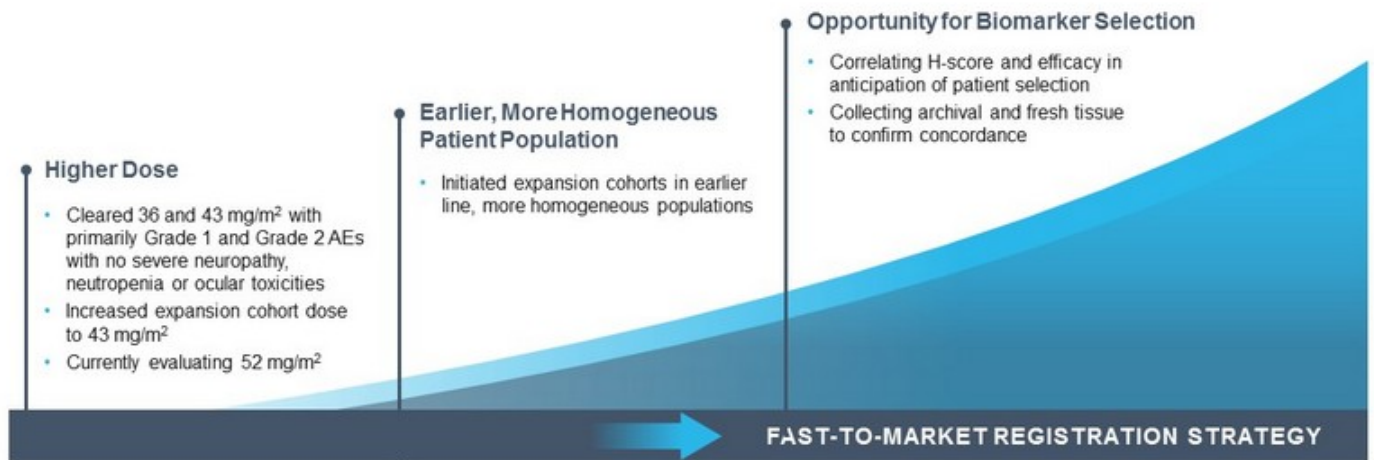 Higher Dose
• Cleared 36 and 43 mg/m² with
primarily Grade 1 and Grade 2 AEs
with no severe neuropathy,
neutropenia or ocular toxicities
• Increased expansion cohort dose
to 43 mg/m²
• Currently evaluating 52 mg/m²
Earlier, More Homogeneous
Patient Population
• Initiated expansion cohorts in earlier
line, more homogeneous populations
Opportunity for Biomarker Selection
• Correlating H-score and efficacy in
anticipation of patient selection
• Collecting archival and fresh tissue
to confirm concordance
FAST-TO-MARKET REGISTRATION STRATEGY